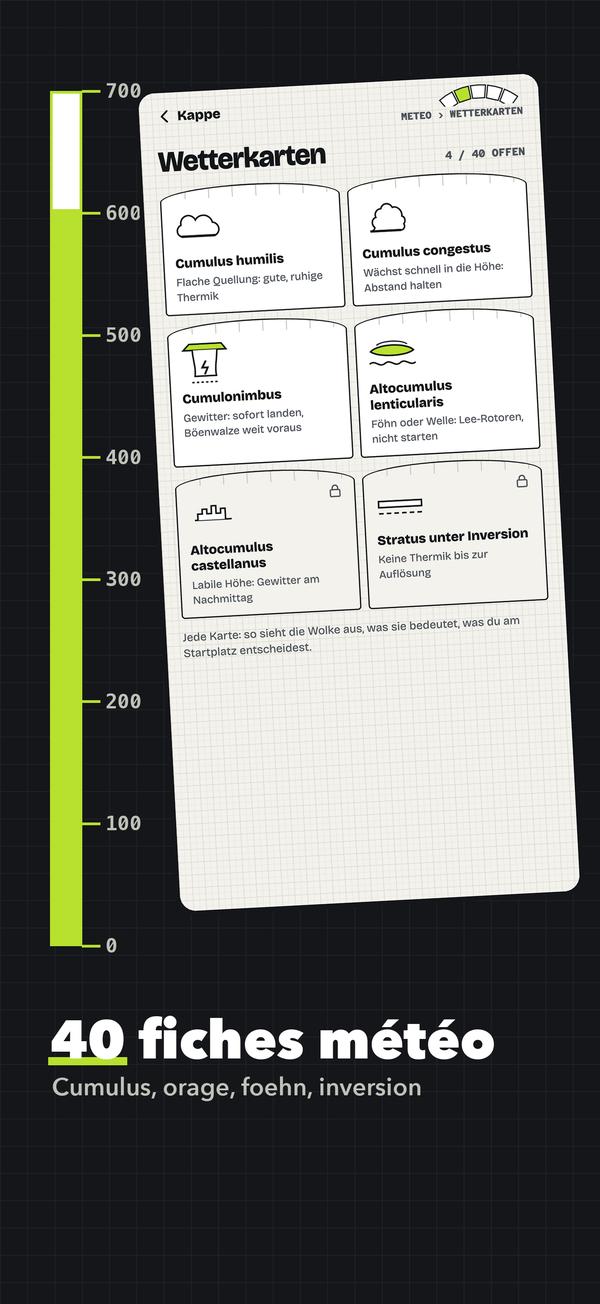 700
600
500
400
300
200
100
0
Kappe
METEO › WETTERKARTEN
Wetterkarten
4 / 40 OFFEN
Cumulus humilis
Flache Quellung: gute, ruhige
Thermik
Cumulus congestus
Wächst schnell in die Höhe:
Abstand halten
Cumulonimbus
Gewitter: sofort landen,
Böenwalze weit voraus
Altocumulus
lenticularis
Föhn oder Welle: Lee-Rotoren,
nicht starten
Altocumulus
castellanus
Labile Höhe: Gewitter am
Nachmittag
Stratus unter Inversion
Keine Thermik bis zur
Auflösung
Jede Karte: so sieht die Wolke aus, was sie bedeutet, was du am
Startplatz entscheidest.
40 fiches météo
Cumulus, orage, foehn, inversion